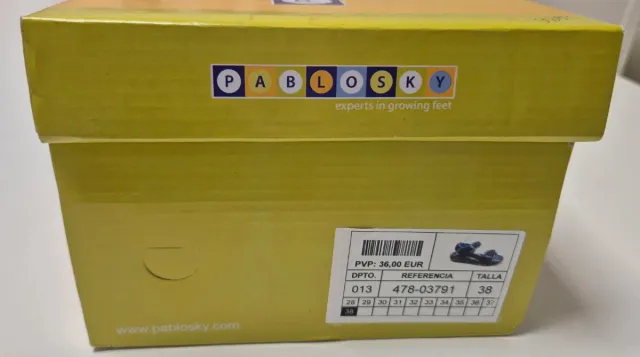 PABLOSKY
experts in growing feet
PVP: 36,00 EUR
DPTO. REFERENCIA TALLA
013 478-03791 38
28 29 30 31 32 33 34 35 36 37
38
www.pablosky.com